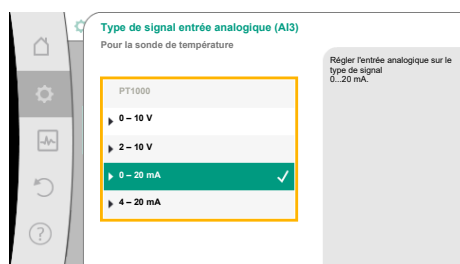 Type de signal entrée analogique (AI3)
Pour la sonde de température
Régler l'entrée analogique sur le
type de signal
0...20 mA.
PT1000
0 – 10 V
2 – 10 V
0 – 20 mA
4 – 20 mA